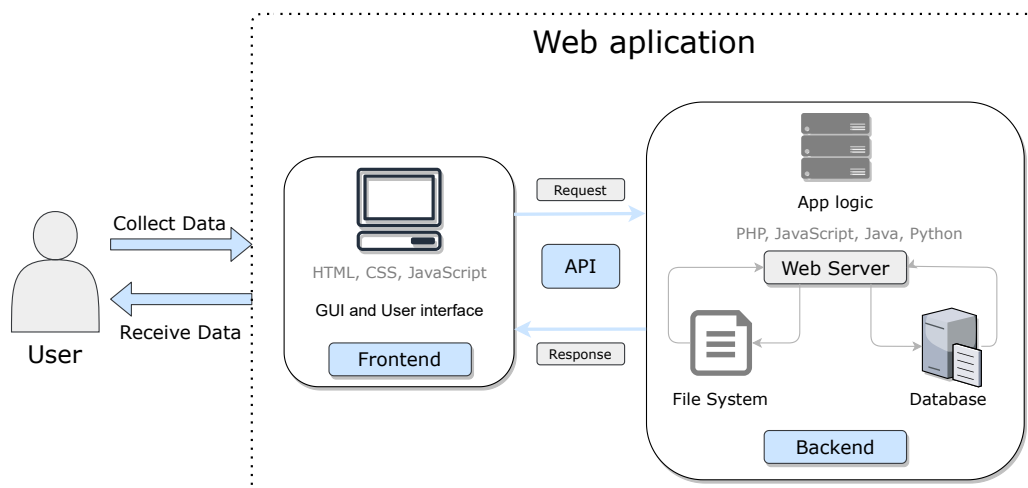 Web aplication
Collect Data
Receive Data
User
HTML, CSS, JavaScript
GUI and User interface
Frontend
Request
API
Response
App logic
PHP, JavaScript, Java, Python
Web Server
File System
Database
Backend